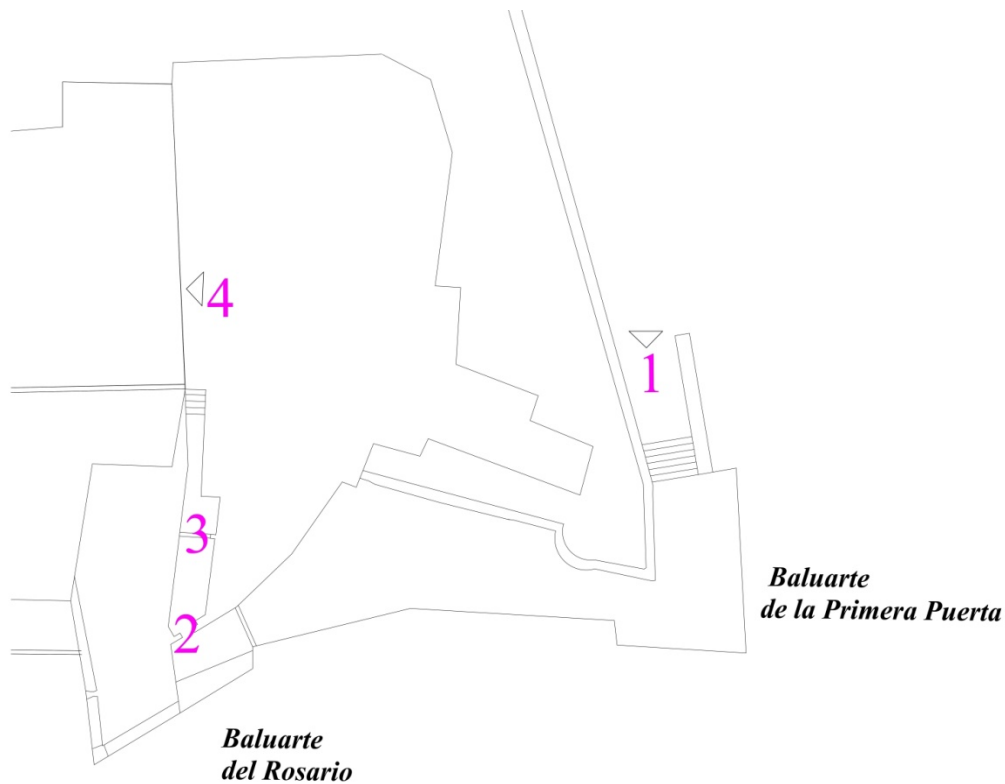 4
1
3
Baluarte
de la Primera Puerta
2
Baluarte
del Rosario